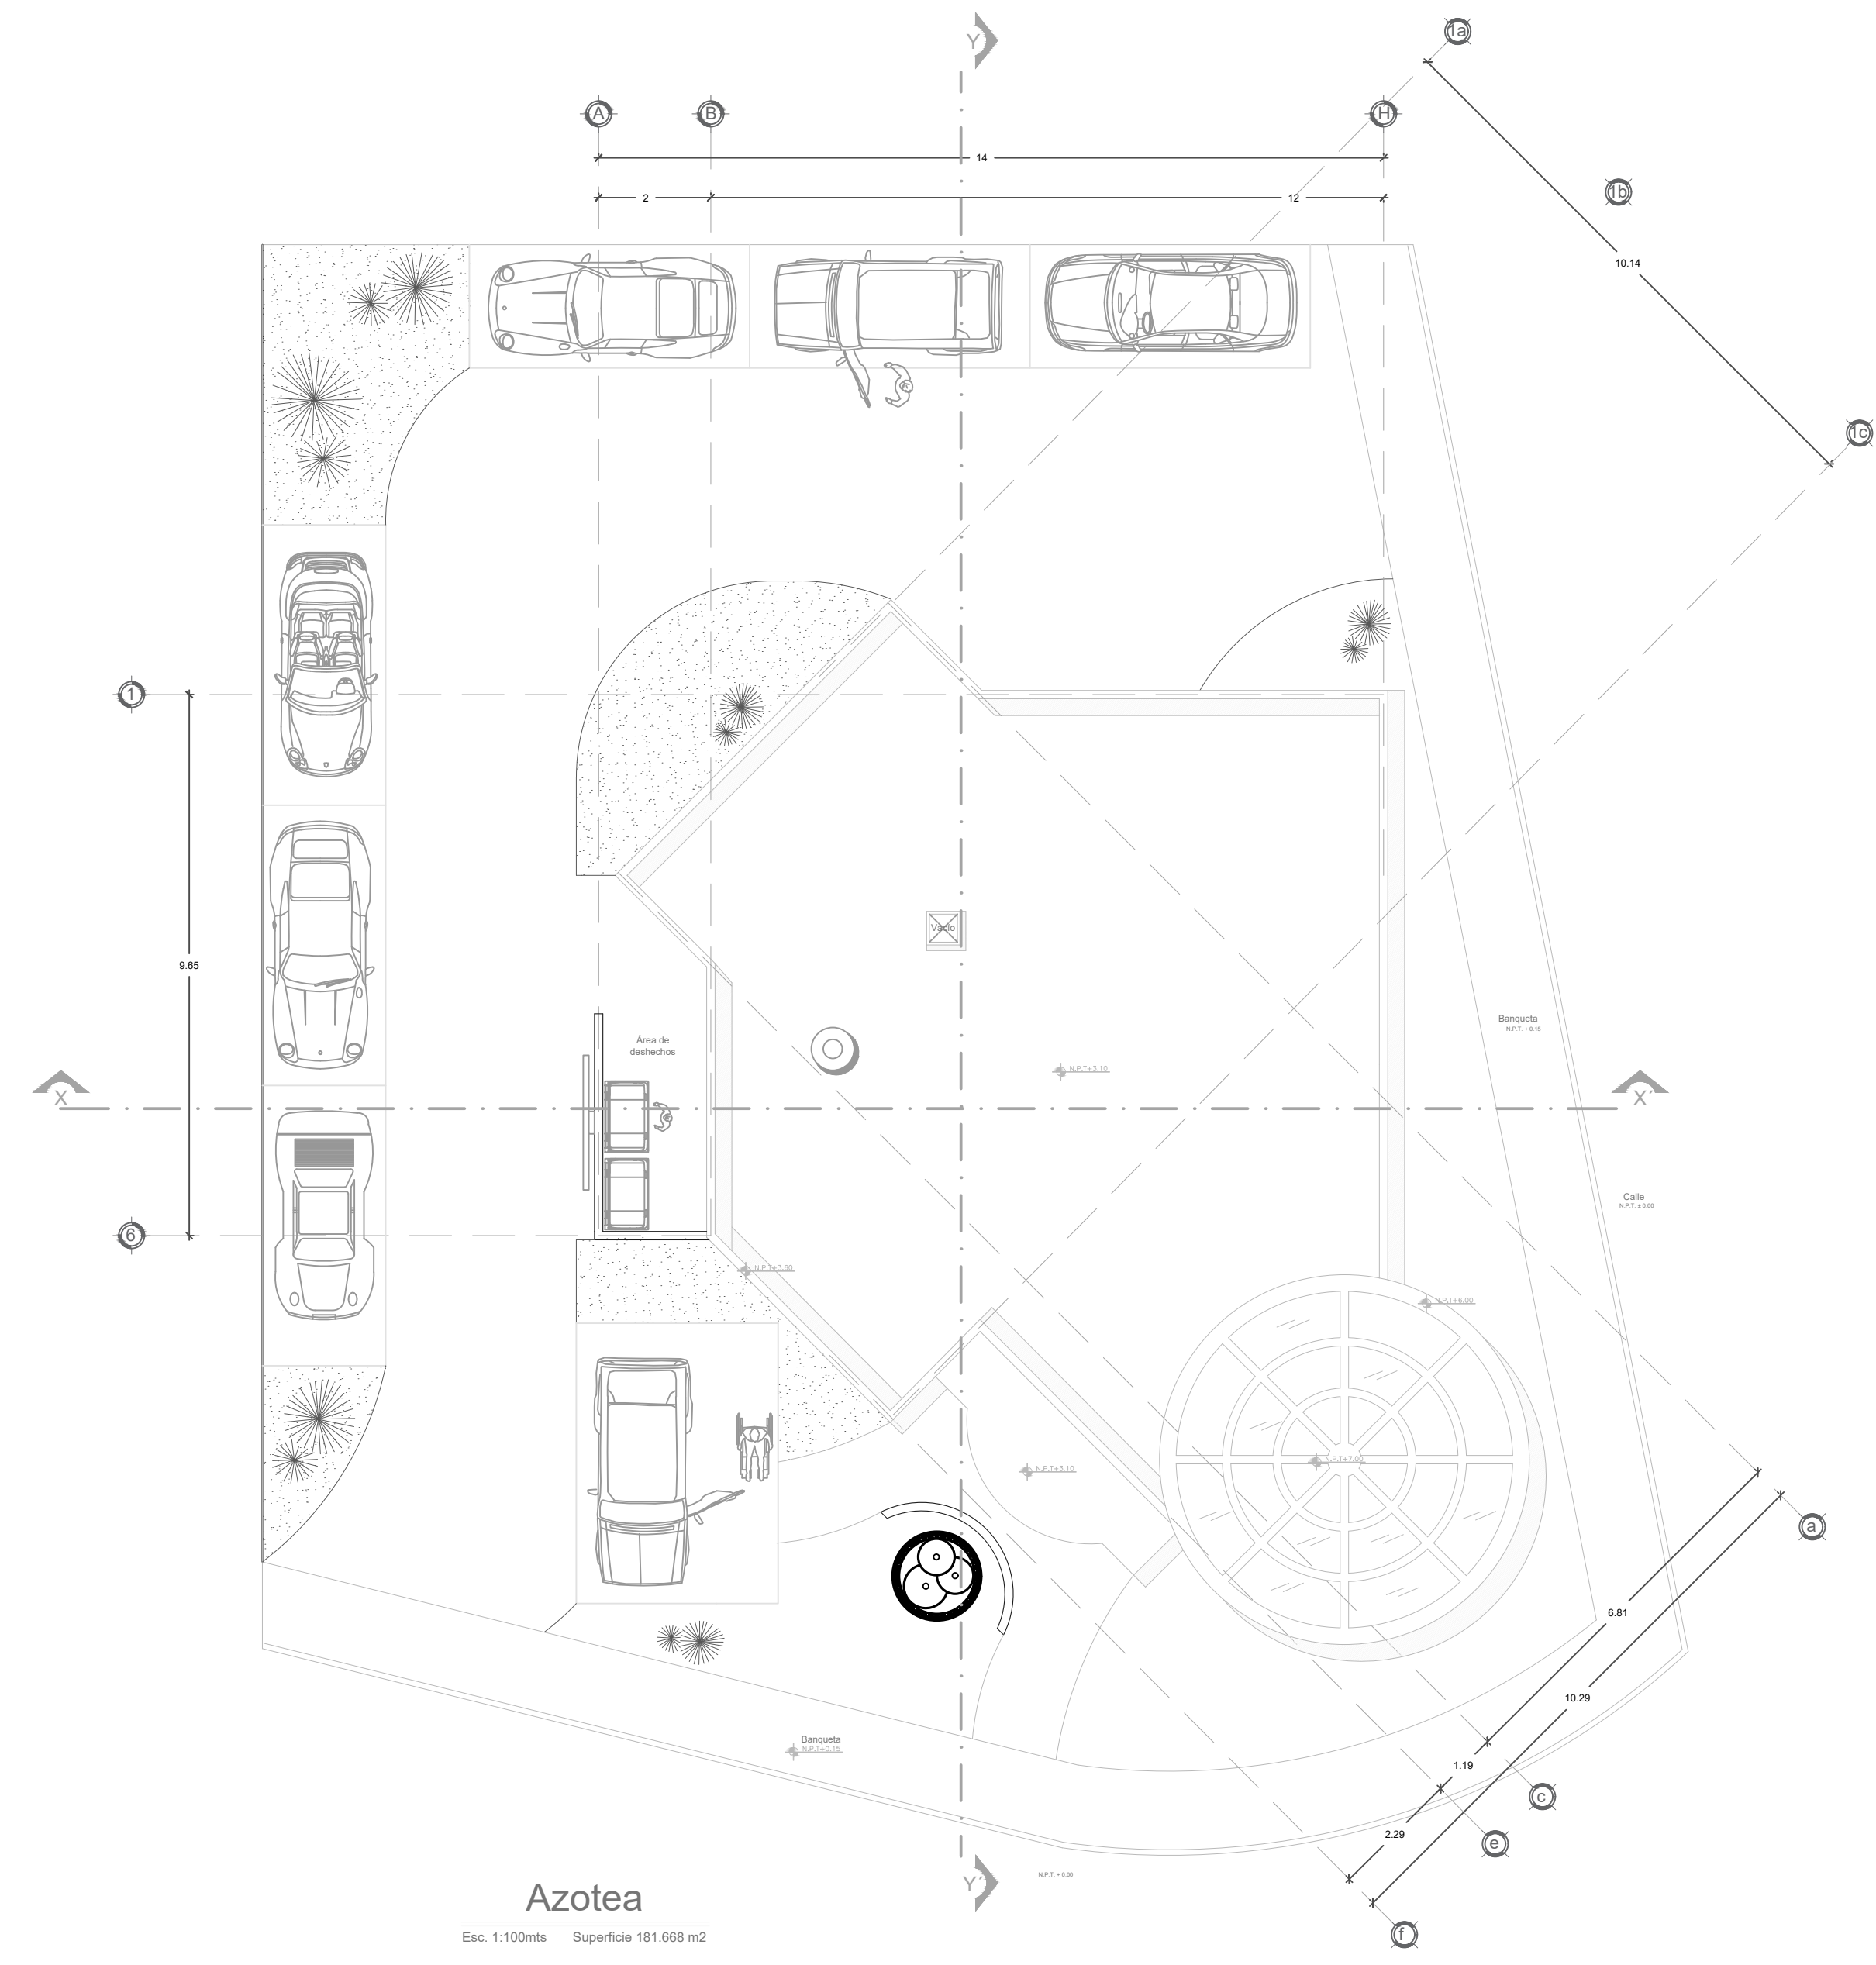 Y
1a
A
B
H
14
1b
2
12
10.14
1c
1
Vacío
9.65
Banqueta
N.P.T. + 0.15
Área de
deshechos
N.P.T+3.10
X
X´
Calle
N.P.T. ± 0.00
6
N.P.T+3.60
N.P.T+6.00
N.P.T+7.00
N.P.T+3.10
a
6.81
10.29
Banqueta
N.P.T+0.15
1.19
c
2.29
e
N.P.T. + 0.00
Y´
Azotea
f
Esc. 1:100mts Superficie 181.668 m2